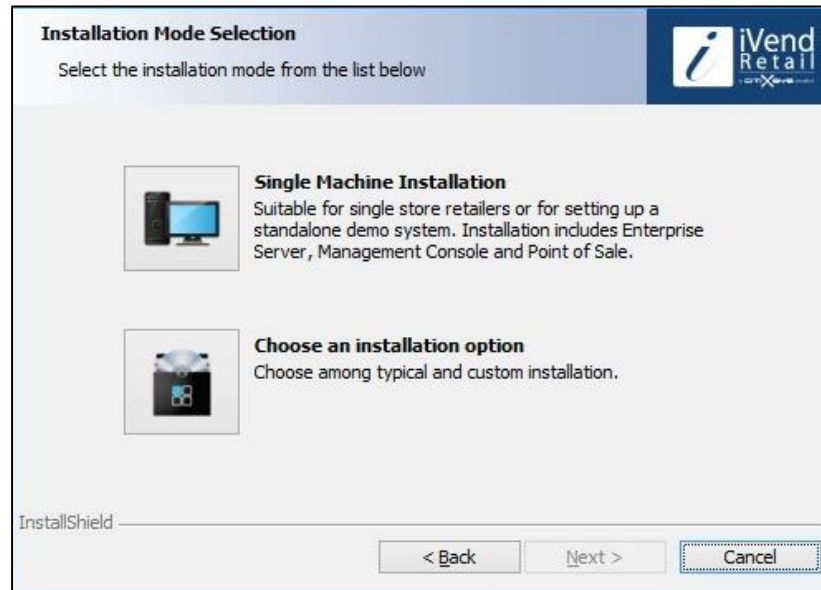 Installation Mode Selection
Select the installation mode from the list below
iVend
Retail
Single Machine Installation
Suitable for single store retailers or for setting up a
standalone demo system. Installation includes Enterprise
Server, Management Console and Point of Sale.
Choose an installation option
Choose among typical and custom installation.
InstallShield
< Back
Next >
Cancel